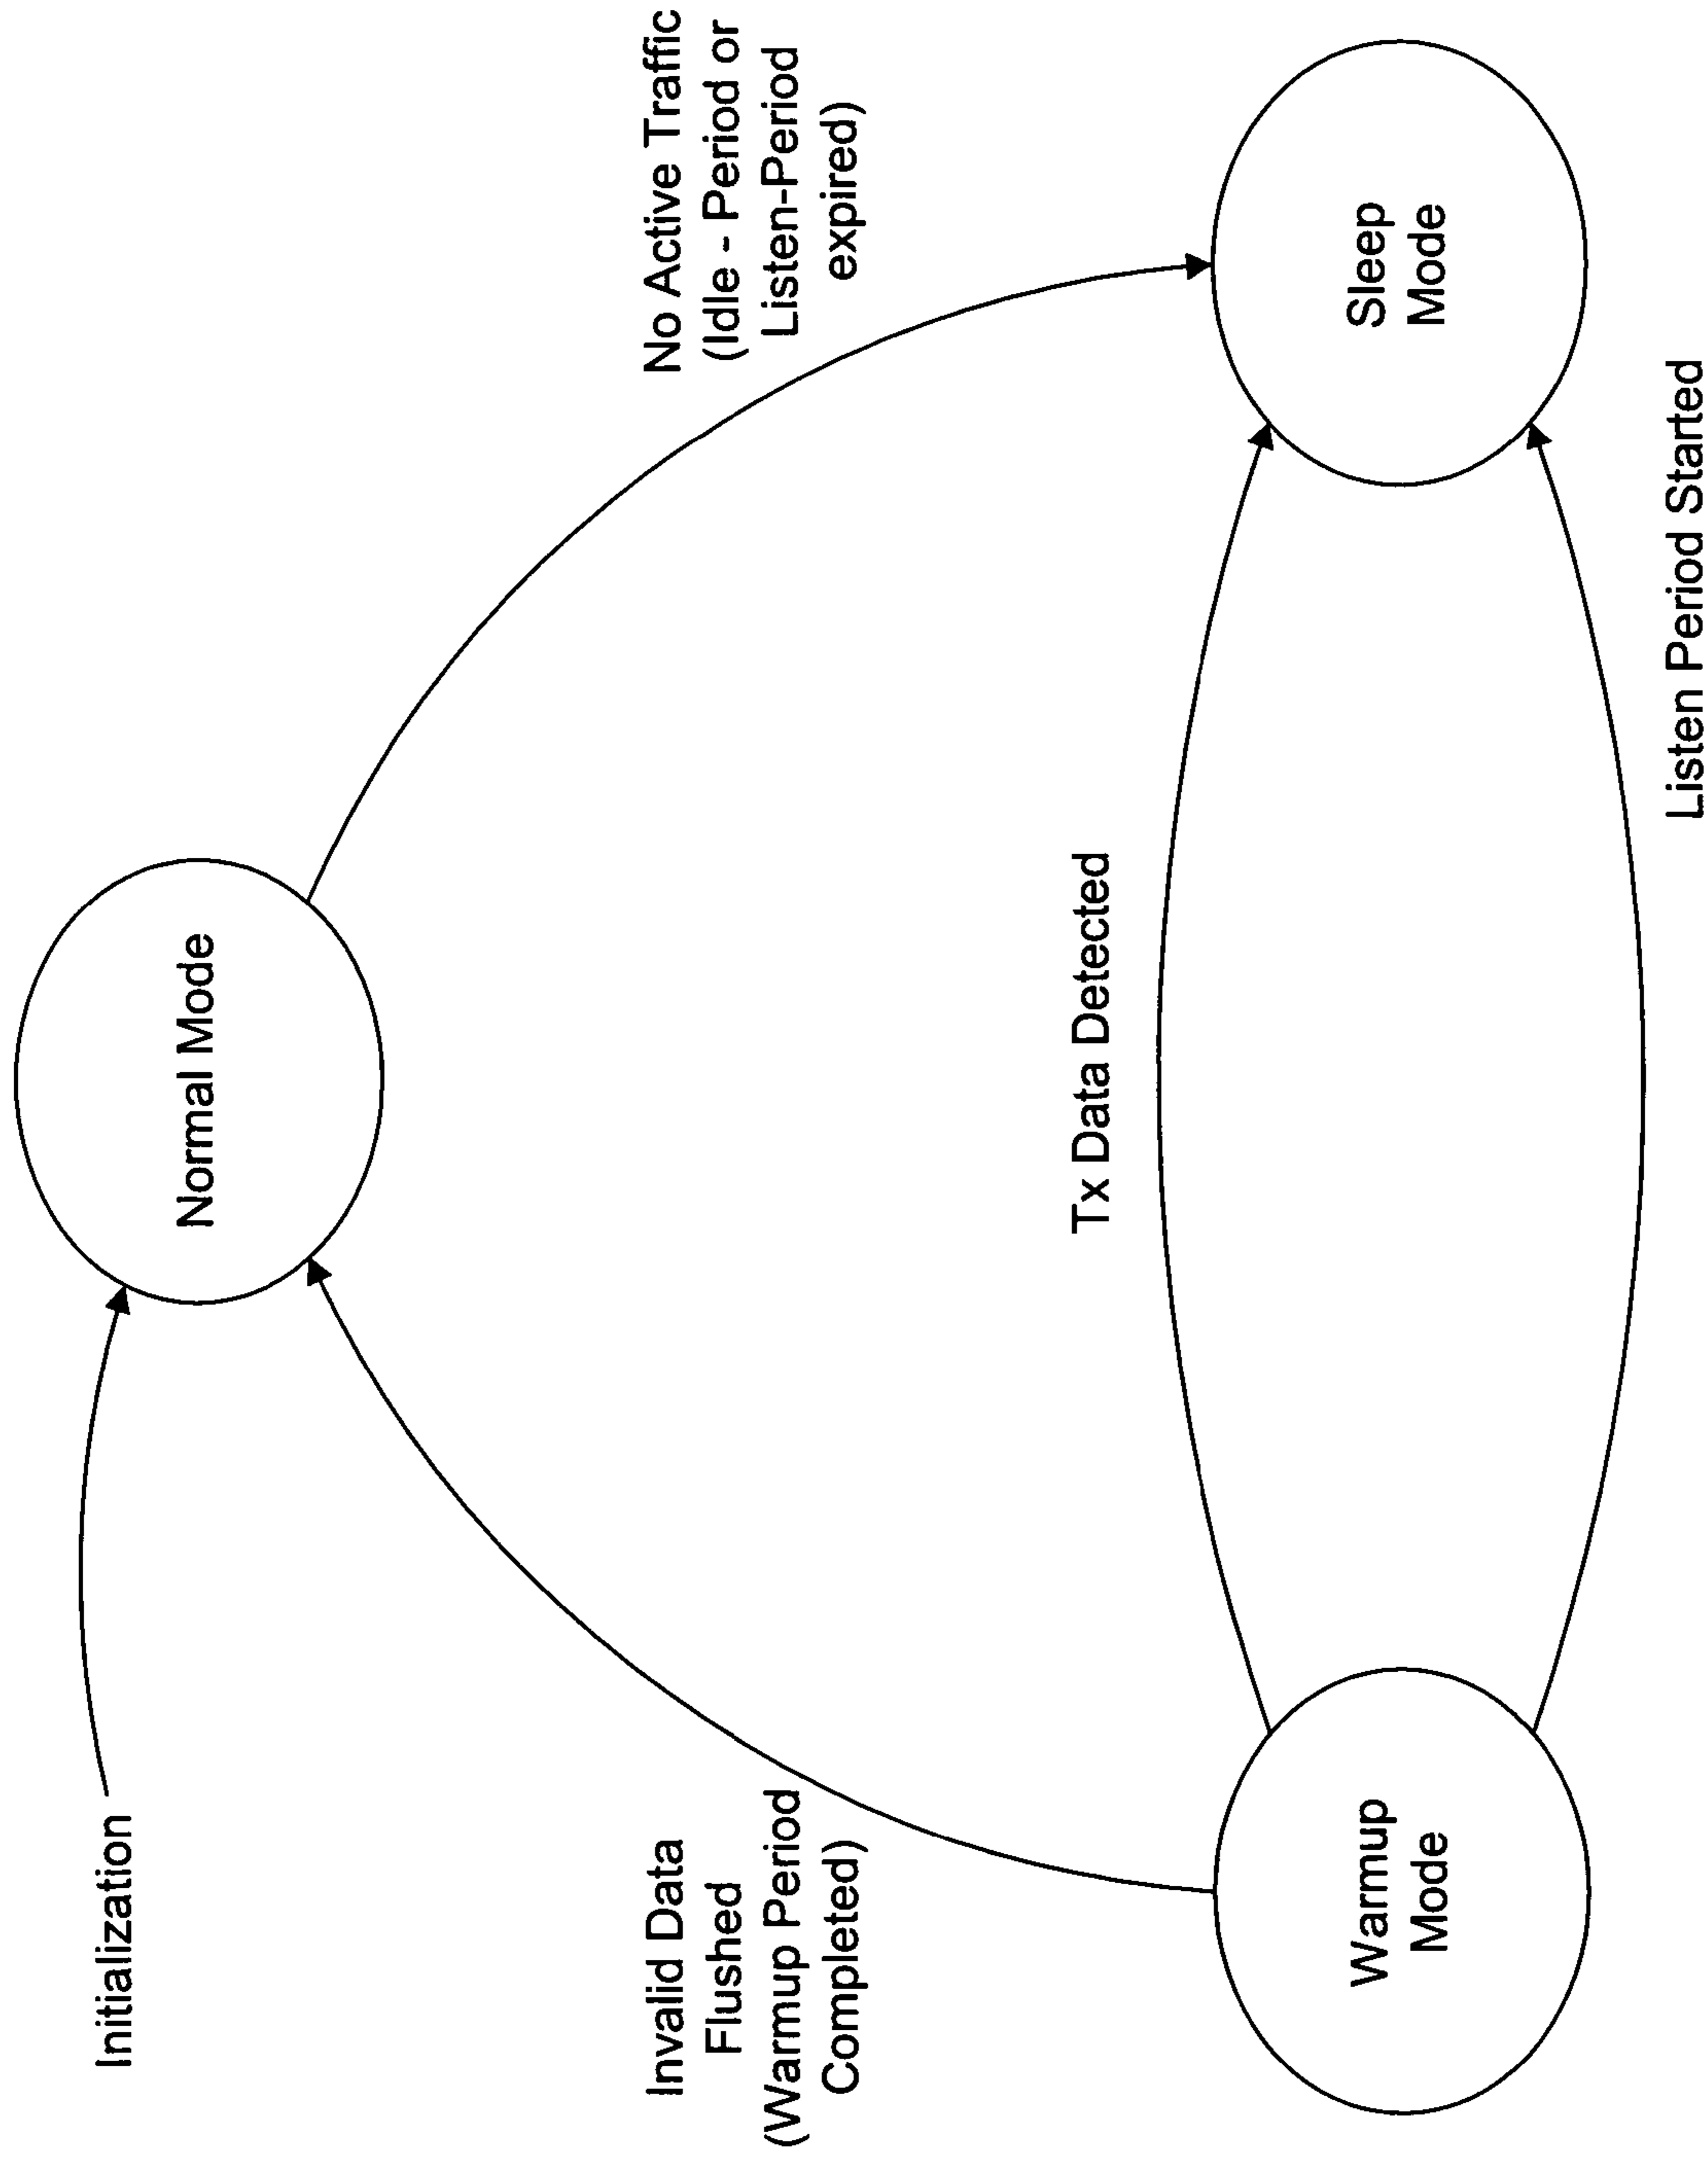 Initialization
Normal Mode
Invalid Data
Flushed
(Warmup Period
Completed)
No Active Traffic
(Idle - Period or
Listen-Period
expired)
Tx Data Detected
Warmup
Mode
Sleep
Mode
Listen Period Started